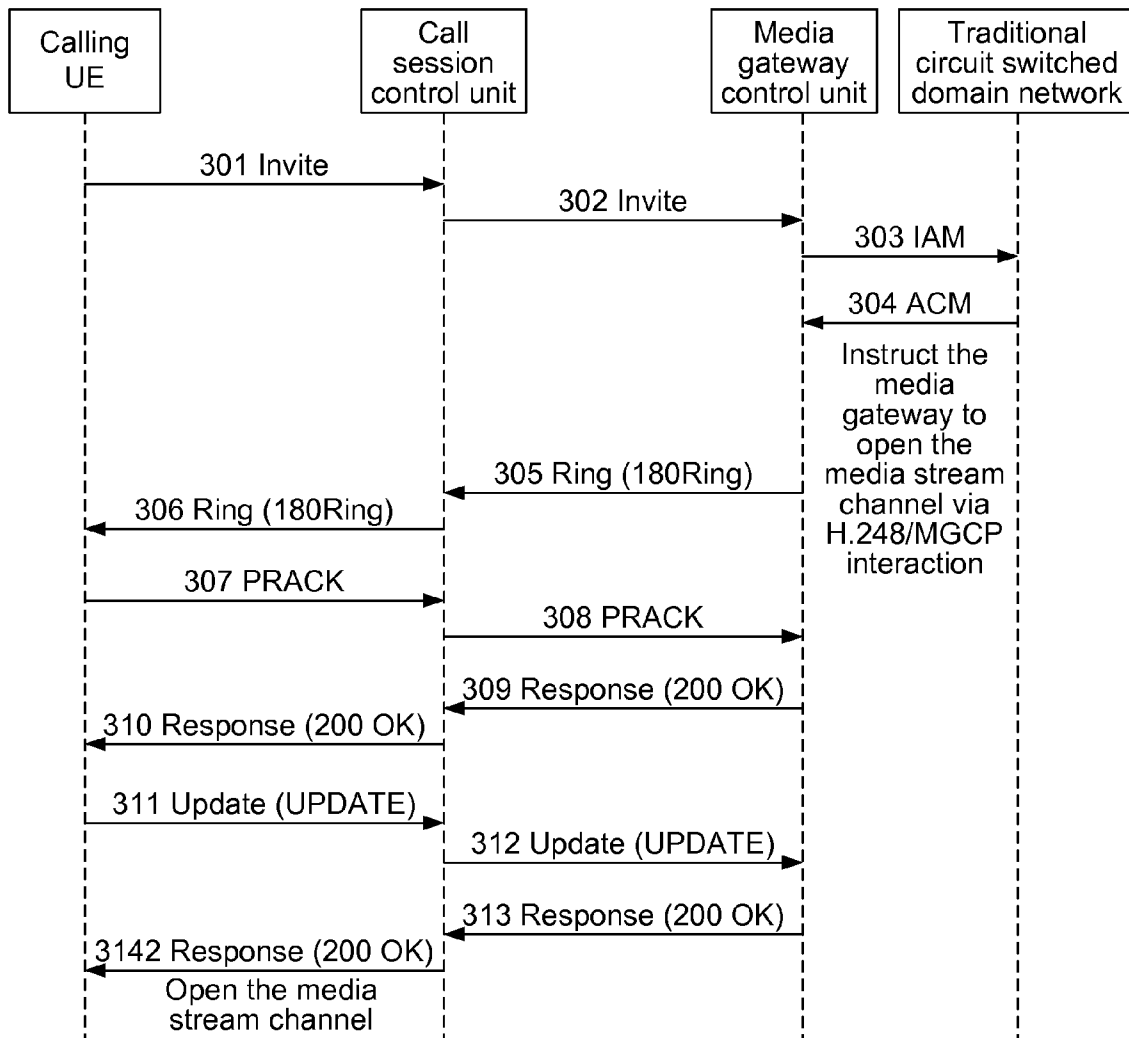 Calling
UE
Call
session
control unit
Media
gateway
control unit
Traditional
circuit switched
domain network
301 Invite
302 Invite
303 IAM
304 ACM
Instruct the
media
gateway to
open the
media stream
channel via
H.248/MGCP
interaction
305 Ring (180Ring)
306 Ring (180Ring)
307 PRACK
308 PRACK
309 Response (200 OK)
310 Response (200 OK)
311 Update (UPDATE)
312 Update (UPDATE)
313 Response (200 OK)
3142 Response (200 OK)
Open the media
stream channel